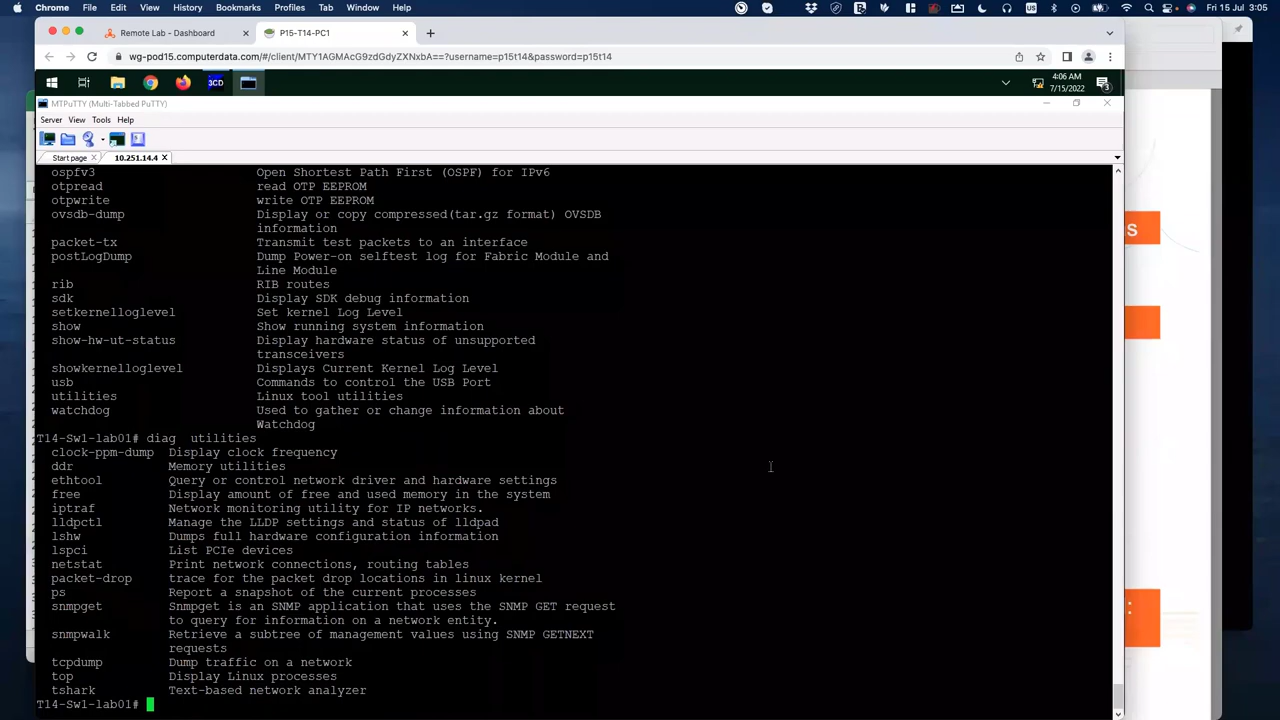 Chrome File Edit View History Bookmarks Profiles Tab Window Help
Fri 15 Jul 3:05
Remote Lab - Dashboard
P15-T14-PC1
wg-pod15.computerdata.com/#/client/MTY1AGMAcG9zdGdyZXNxbA==?username=p15t14&password=p15t14
3CD
4:06 AM
7/15/2022
3
MTPuTTY (Multi-Tabbed PuTTY)
Server View Tools Help
Start page
10.251.14.4
ospfv3 Open Shortest Path First (OSPF) for IPv6
otpread read OTP EEPROM
otpwrite write OTP EEPROM
ovsdb-dump Display or copy compressed(tar.gz format) OVSDB
information
packet-tx Transmit test packets to an interface
postLogDump Dump Power-on selftest log for Fabric Module and
Line Module
rib RIB routes
sdk Display SDK debug information
setkernelloglevel Set kernel Log Level
show Show running system information
show-hw-ut-status Display hardware status of unsupported
transceivers
showkernelloglevel Displays Current Kernel Log Level
usb Commands to control the USB Port
utilities Linux tool utilities
watchdog Used to gather or change information about
Watchdog
T14-Sw1-lab01# diag utilities
clock-ppm-dump Display clock frequency
ddr Memory utilities
ethtool Query or control network driver and hardware settings
free Display amount of free and used memory in the system
iptraf Network monitoring utility for IP networks.
lldpctl Manage the LLDP settings and status of lldpad
lshw Dumps full hardware configuration information
lspci List PCIe devices
netstat Print network connections, routing tables
packet-drop trace for the packet drop locations in linux kernel
ps Report a snapshot of the current processes
snmpget Snmpget is an SNMP application that uses the SNMP GET request
to query for information on a network entity.
snmpwalk Retrieve a subtree of management values using SNMP GETNEXT
requests
tcpdump Dump traffic on a network
top Display Linux processes
tshark Text-based network analyzer
T14-Sw1-lab01#
S
: